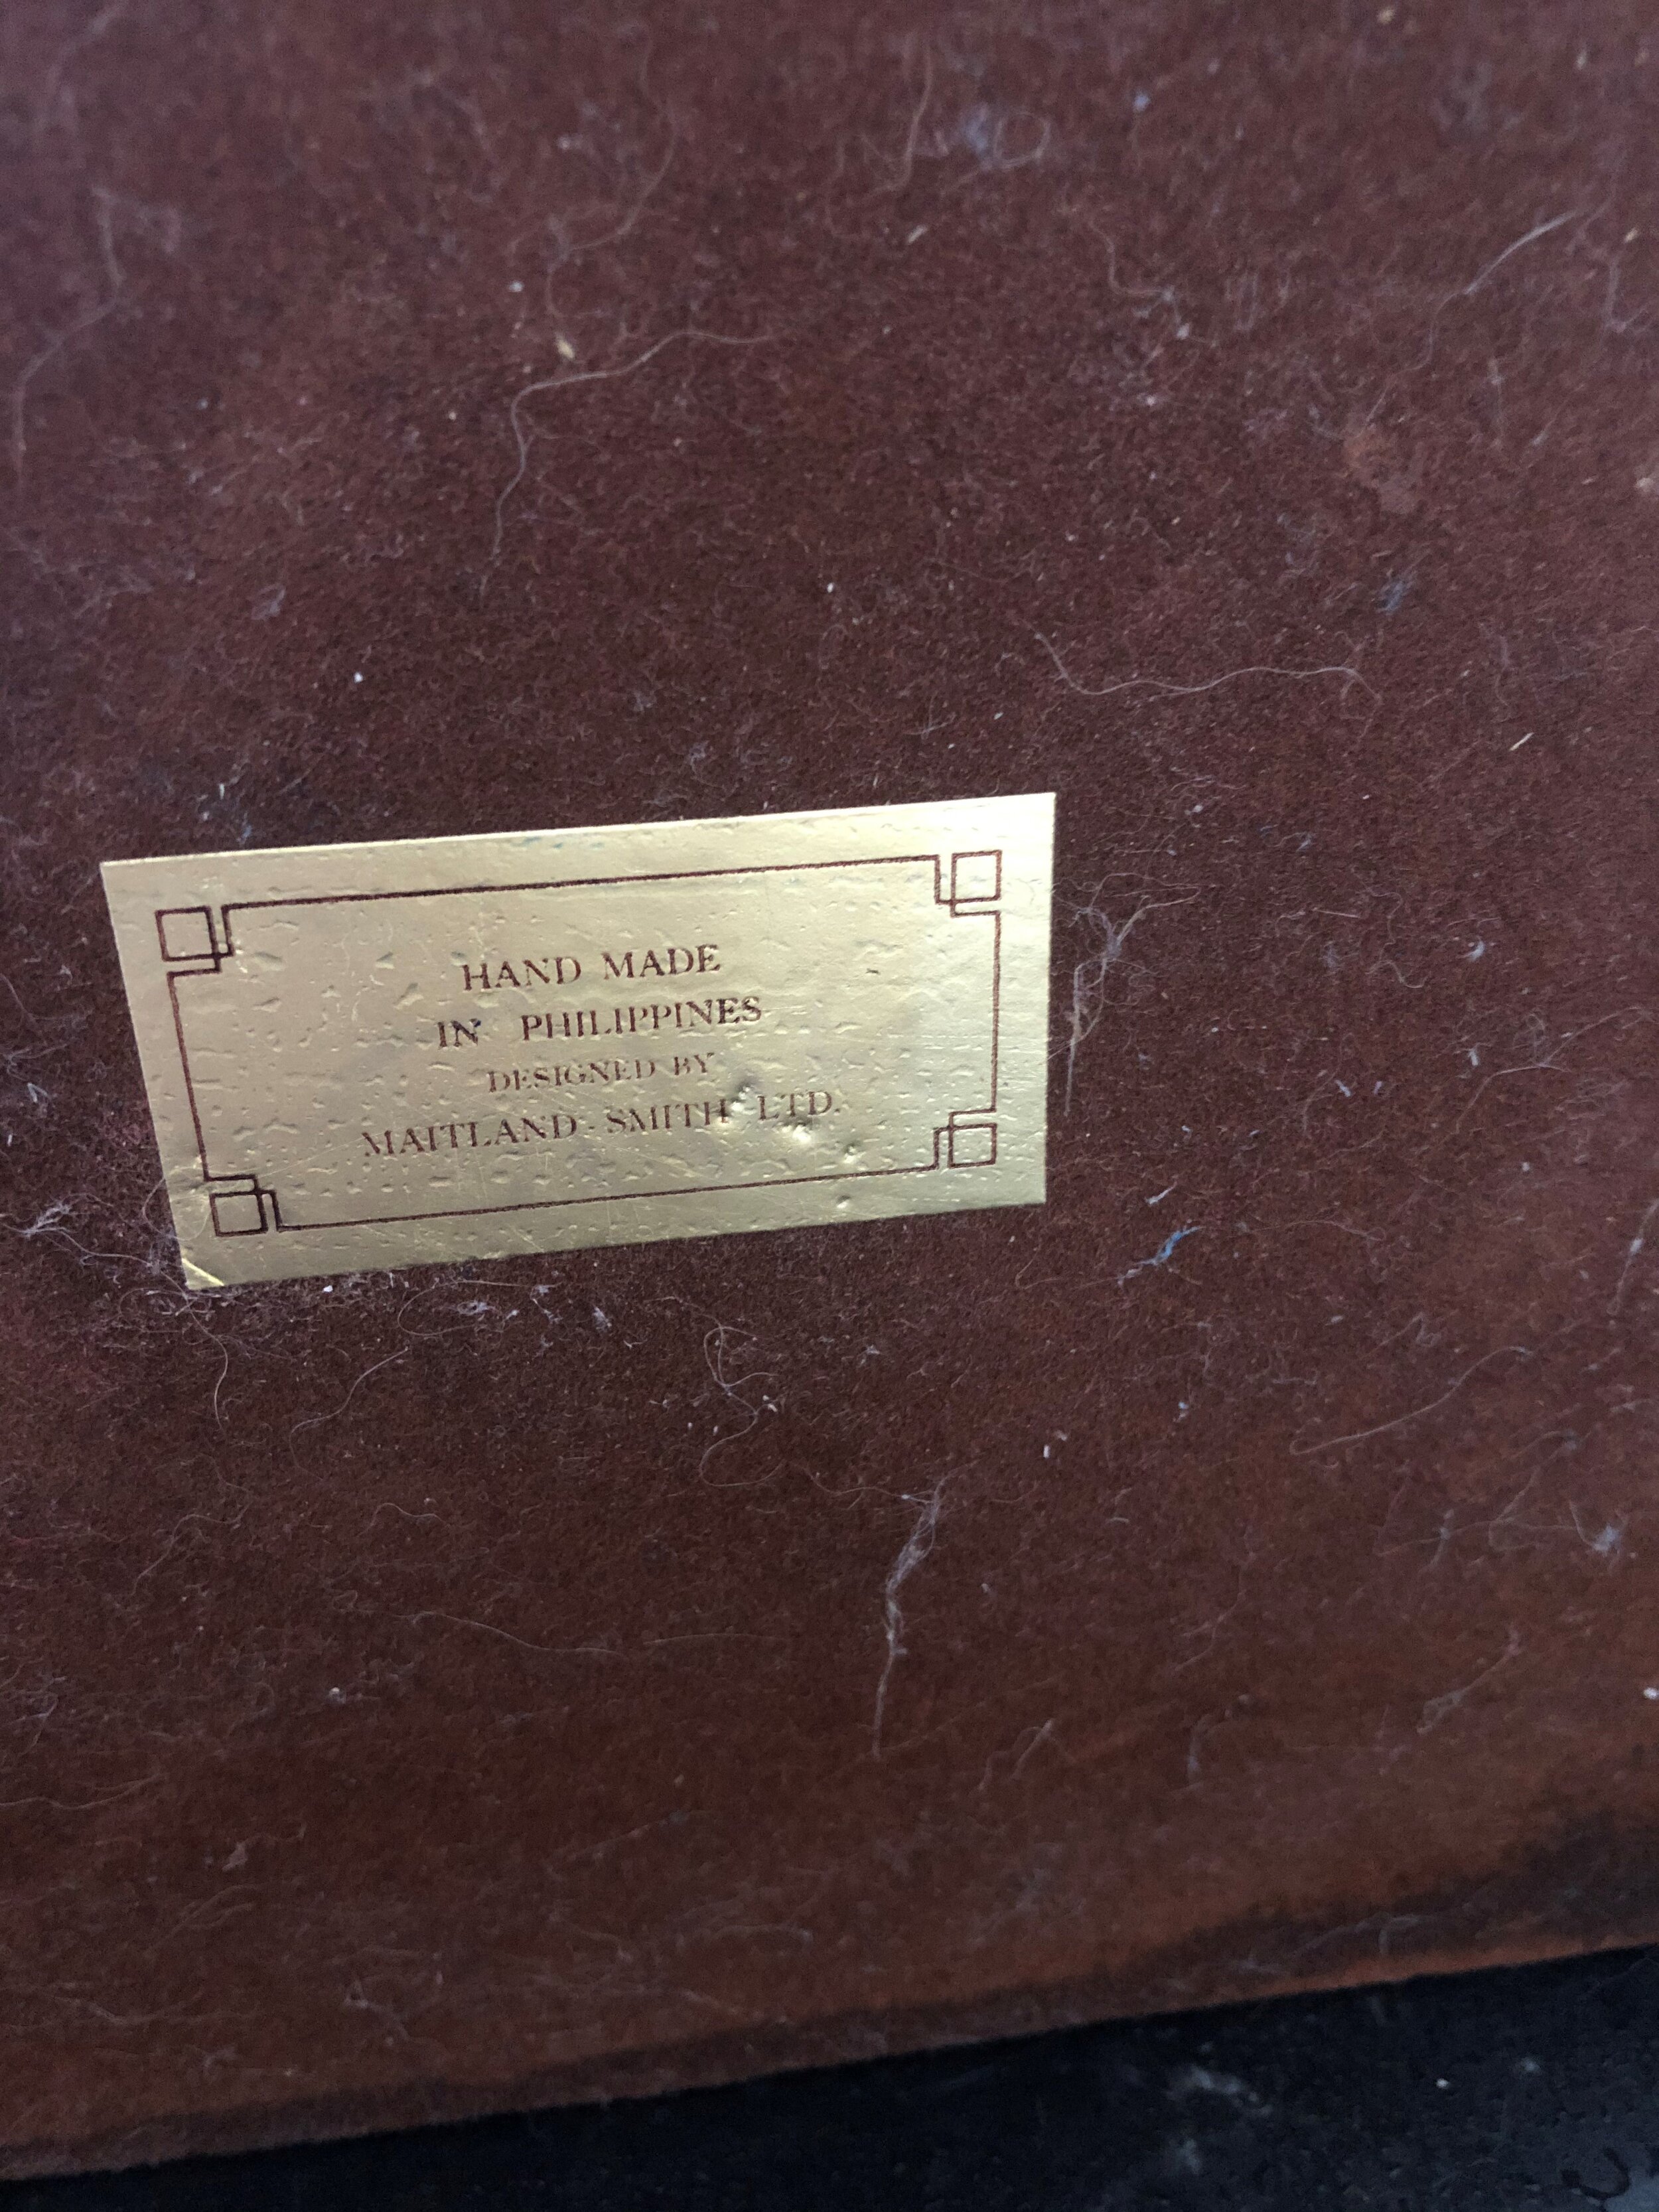 HAND MADE
IN PHILIPPINES
DESIGNED BY
MAITLAND-SMITH LTD.